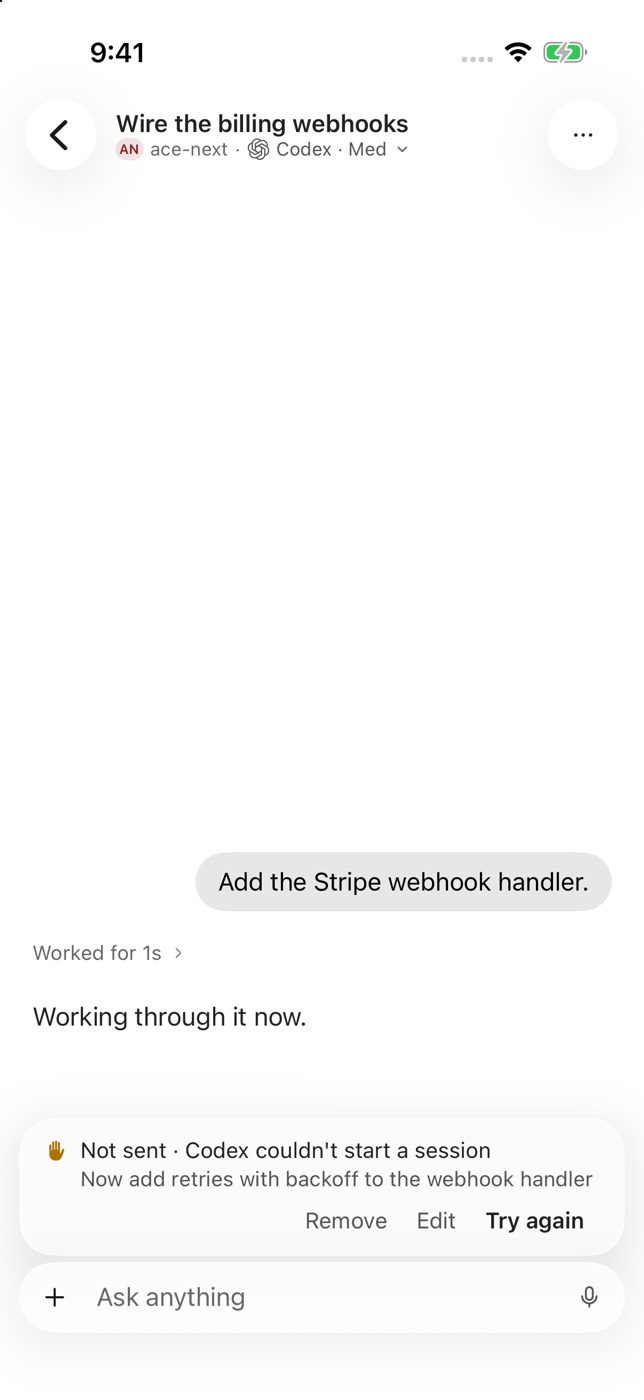 9:41
Wire the billing webhooks
AN ace-next · Codex · Med
Add the Stripe webhook handler.
Worked for 1s
Working through it now.
Not sent · Codex couldn't start a session
Now add retries with backoff to the webhook handler
Remove Edit Try again
Ask anything